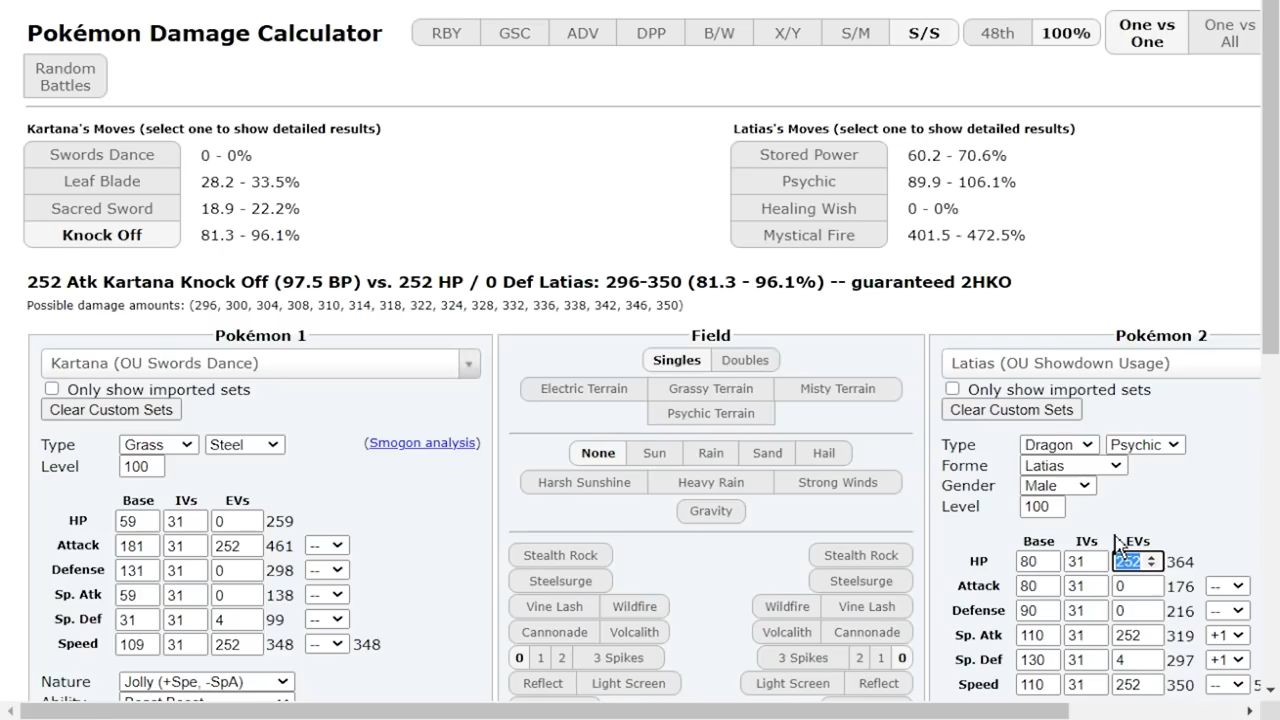 Pokémon Damage Calculator
RBY GSC ADV DPP B/W X/Y S/M S/S 48th 100% One vs One One vs All
Random Battles
Kartana's Moves (select one to show detailed results)
Swords Dance 0 - 0%
Leaf Blade 28.2 - 33.5%
Sacred Sword 18.9 - 22.2%
Knock Off 81.3 - 96.1%
Latias's Moves (select one to show detailed results)
Stored Power 60.2 - 70.6%
Psychic 89.9 - 106.1%
Healing Wish 0 - 0%
Mystical Fire 401.5 - 472.5%
252 Atk Kartana Knock Off (97.5 BP) vs. 252 HP / 0 Def Latias: 296-350 (81.3 - 96.1%) -- guaranteed 2HKO
Possible damage amounts: (296, 300, 304, 308, 310, 314, 318, 322, 324, 328, 332, 336, 338, 342, 346, 350)
Pokémon 1
Kartana (OU Swords Dance)
Only show imported sets
Clear Custom Sets
Type Grass Steel (Smogon analysis)
Level 100
Base IVs EVs
HP 59 31 0 259
Attack 181 31 252 461 --
Defense 131 31 0 298 --
Sp. Atk 59 31 0 138 --
Sp. Def 31 31 4 99 --
Speed 109 31 252 348 -- 348
Nature Jolly (+Spe, -SpA)
Field
Singles Doubles
Electric Terrain Grassy Terrain Misty Terrain
Psychic Terrain
None Sun Rain Sand Hail
Harsh Sunshine Heavy Rain Strong Winds
Gravity
Stealth Rock Stealth Rock
Steelsurge Steelsurge
Vine Lash Wildfire Wildfire Vine Lash
Cannonade Volcalith Volcalith Cannonade
0 1 2 3 Spikes 3 Spikes 2 1 0
Reflect Light Screen Light Screen Reflect
Pokémon 2
Latias (OU Showdown Usage)
Only show imported sets
Clear Custom Sets
Type Dragon Psychic
Forme Latias
Gender Male
Level 100
Base IVs EVs
HP 80 31 252 364
Attack 80 31 0 176 --
Defense 90 31 0 216 --
Sp. Atk 110 31 252 319 +1
Sp. Def 130 31 4 297 +1
Speed 110 31 252 350 --